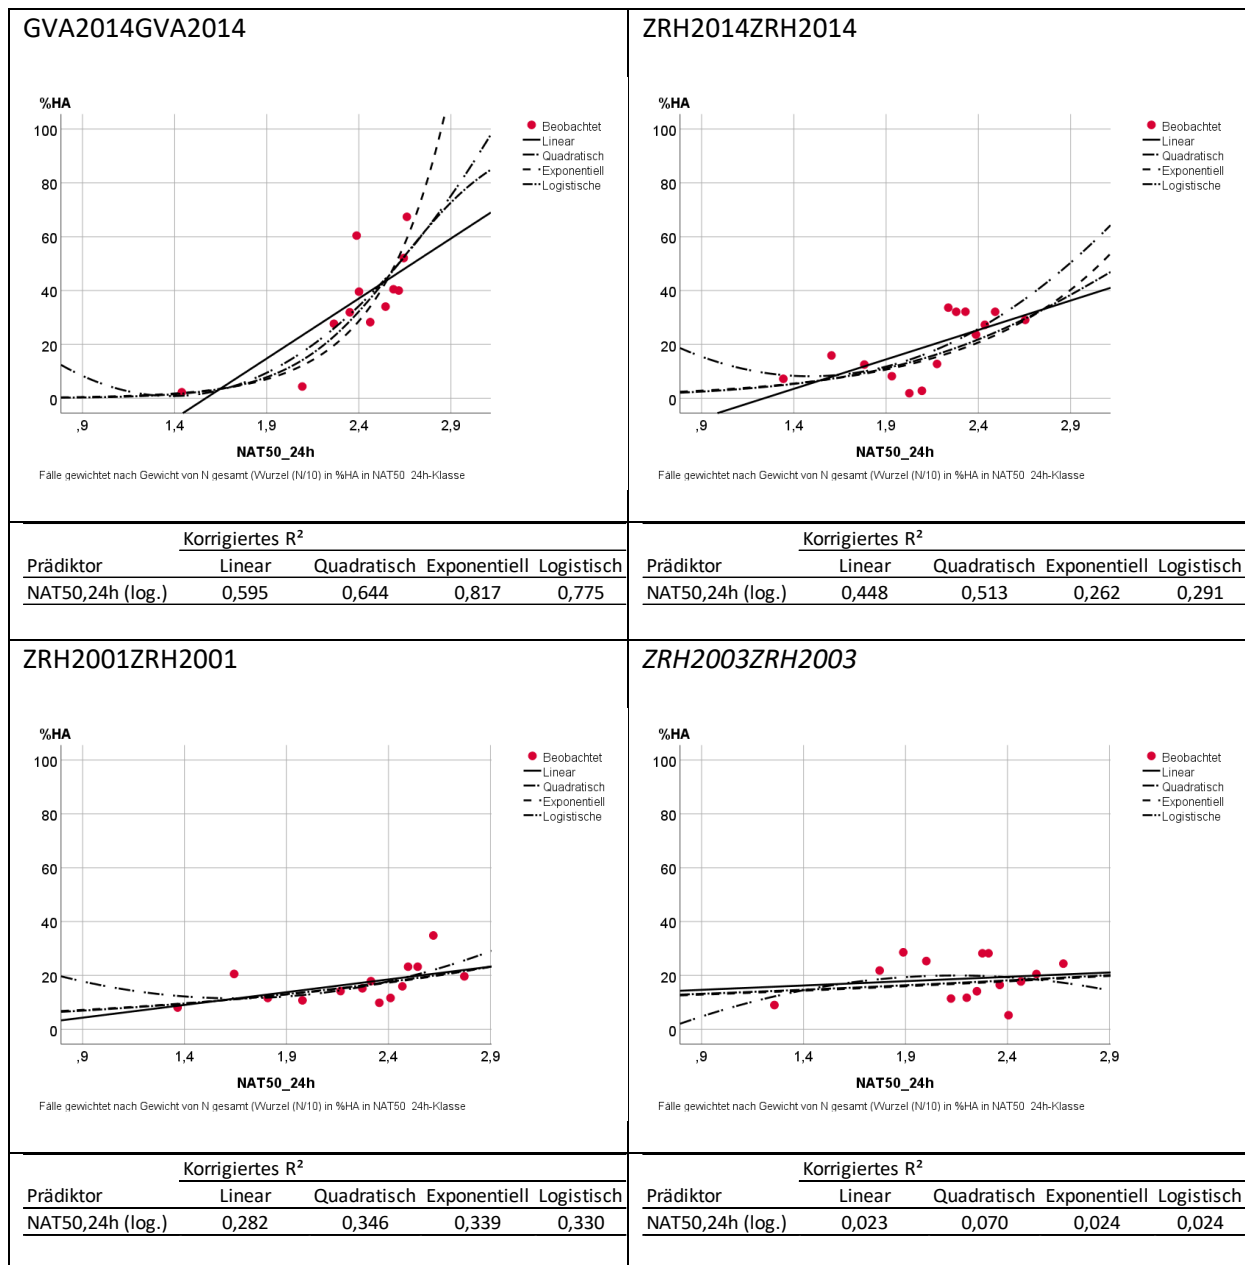 GVA2014GVA2014
%HA
100
80
60
40
20
0
,9 1,4 1,9 2,4 2,9
NAT50_24h
Beobachtet
Linear
Quadratisch
Exponentiell
Logistische
Fälle gewichtet nach Gewicht von N gesamt (Wurzel (N/10) in %HA in NAT50_24h-Klasse
Korrigiertes R²
Prädiktor Linear Quadratisch Exponentiell Logistisch
NAT50,24h (log.) 0,595 0,644 0,817 0,775
ZRH2014ZRH2014
%HA
100
80
60
40
20
0
,9 1,4 1,9 2,4 2,9
NAT50_24h
Beobachtet
Linear
Quadratisch
Exponentiell
Logistische
Fälle gewichtet nach Gewicht von N gesamt (Wurzel (N/10) in %HA in NAT50_24h-Klasse
Korrigiertes R²
Prädiktor Linear Quadratisch Exponentiell Logistisch
NAT50,24h (log.) 0,448 0,513 0,262 0,291
ZRH2001ZRH2001
%HA
100
80
60
40
20
0
,9 1,4 1,9 2,4 2,9
NAT50_24h
Beobachtet
Linear
Quadratisch
Exponentiell
Logistische
Fälle gewichtet nach Gewicht von N gesamt (Wurzel (N/10) in %HA in NAT50_24h-Klasse
Korrigiertes R²
Prädiktor Linear Quadratisch Exponentiell Logistisch
NAT50,24h (log.) 0,282 0,346 0,339 0,330
ZRH2003ZRH2003
%HA
100
80
60
40
20
0
,9 1,4 1,9 2,4 2,9
NAT50_24h
Beobachtet
Linear
Quadratisch
Exponentiell
Logistische
Fälle gewichtet nach Gewicht von N gesamt (Wurzel (N/10) in %HA in NAT50_24h-Klasse
Korrigiertes R²
Prädiktor Linear Quadratisch Exponentiell Logistisch
NAT50,24h (log.) 0,023 0,070 0,024 0,024